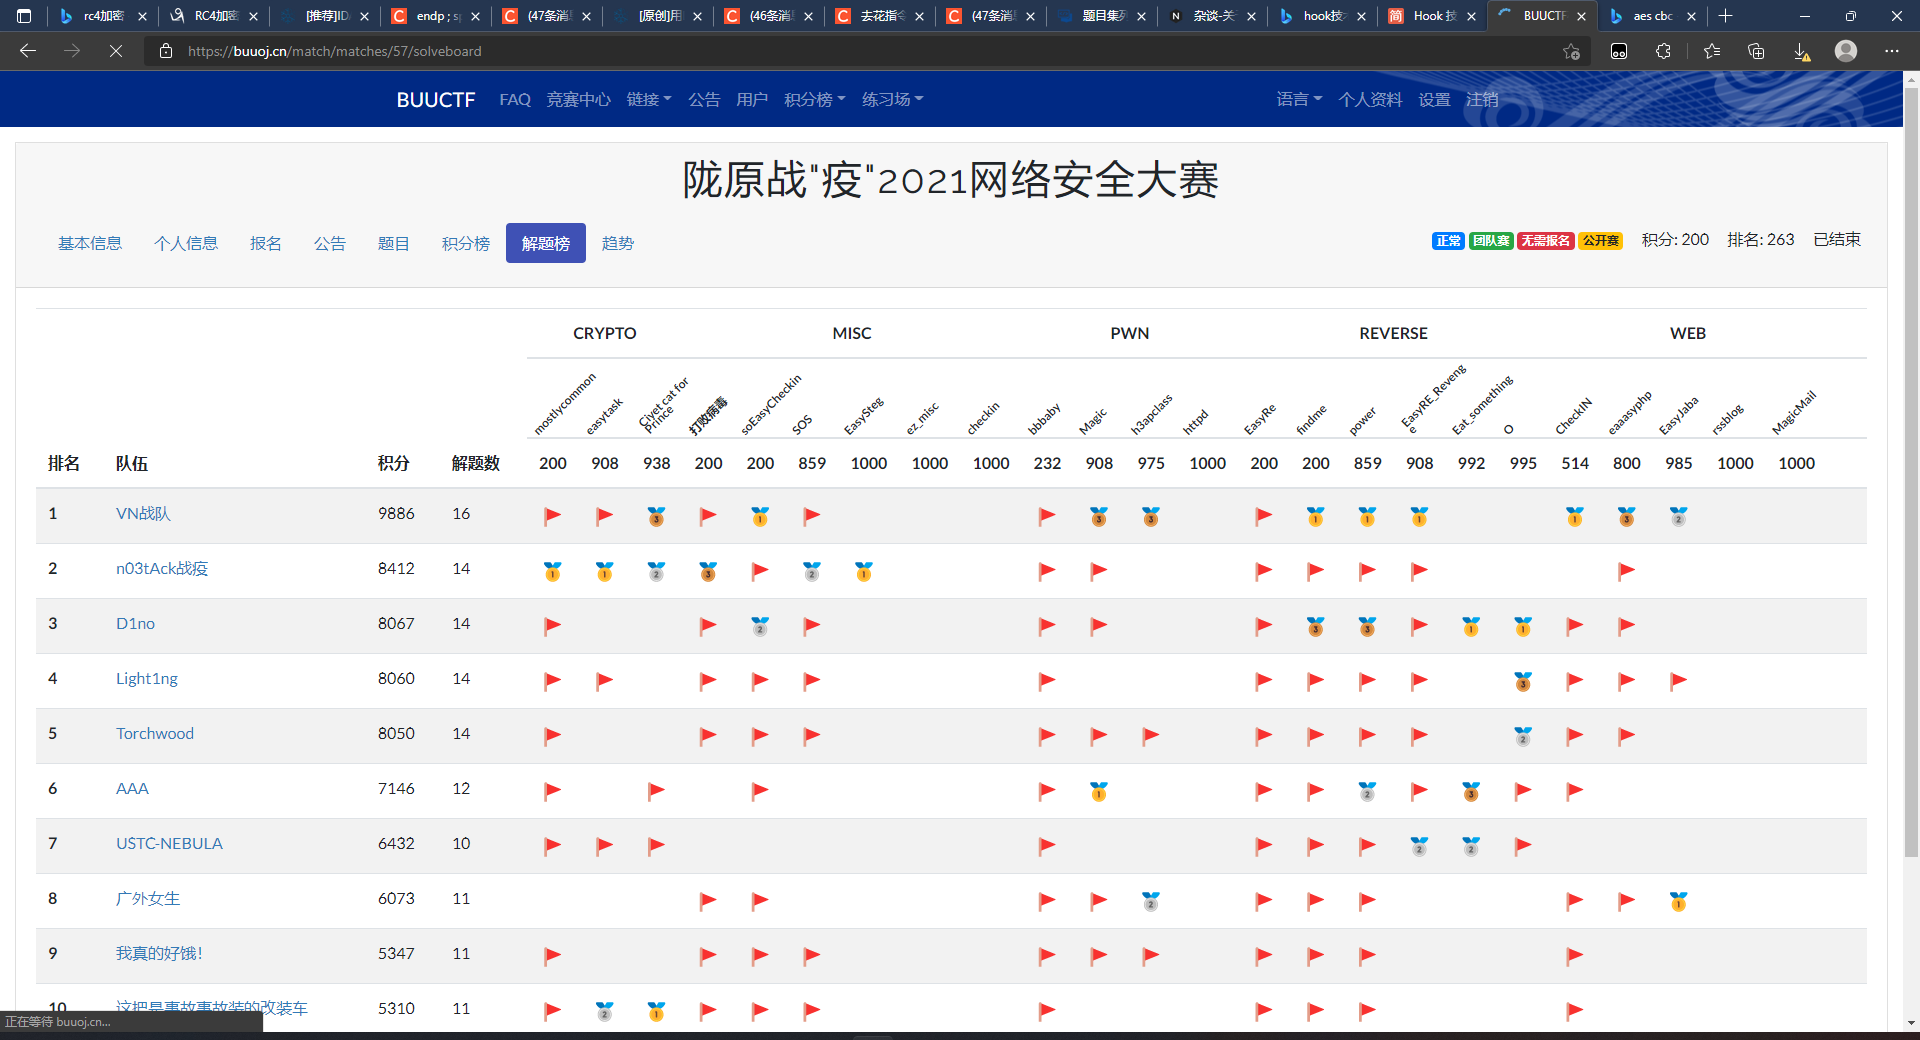 rc4加密 RC4加密 [推荐]ID endp ; sp (47条消息 [原创]用 (46条消息 去花指令 (47条消息 题目集列 杂谈-关于 hook技术 Hook 技 BUUCTF aes cbc
https://buuoj.cn/match/matches/57/solveboard
BUUCTF FAQ 竞赛中心 链接 公告 用户 积分榜 练习场 语言 个人资料 设置 注销
陇原战"疫"2021网络安全大赛
基本信息 个人信息 报名 公告 题目 积分榜 解题榜 趋势 正常 团队赛 无需报名 公开赛 积分: 200 排名: 263 已结束
CRYPTO MISC PWN REVERSE WEB
mostlycommon easytask Civet cat for Prince 打败病毒 soEasyCheckin SOS EasySteg ez_misc checkin bbbaby Magic h3apclass httpd EasyRe findme power EasyRE_Revenge Eat_something O CheckIN eaaasyphp EasyJaba rssblog MagicMail
排名 队伍 积分 解题数 200 908 938 200 200 859 1000 1000 1000 232 908 975 1000 200 200 859 908 992 995 514 800 985 1000 1000
1 VN战队 9886 16 3 1 3 3 1 1 1 1 3 2
2 n03tAck战疫 8412 14 1 1 2 3 2 1
3 D1no 8067 14 2 3 3 1 1
4 Light1ng 8060 14 3
5 Torchwood 8050 14 2
6 AAA 7146 12 1 2 3
7 USTC-NEBULA 6432 10 2 2
8 广外女生 6073 11 2 1
9 我真的好饿! 5347 11
10 这把是事故事故装的改装车 5310 11 2 1
正在等待 buuoj.cn...